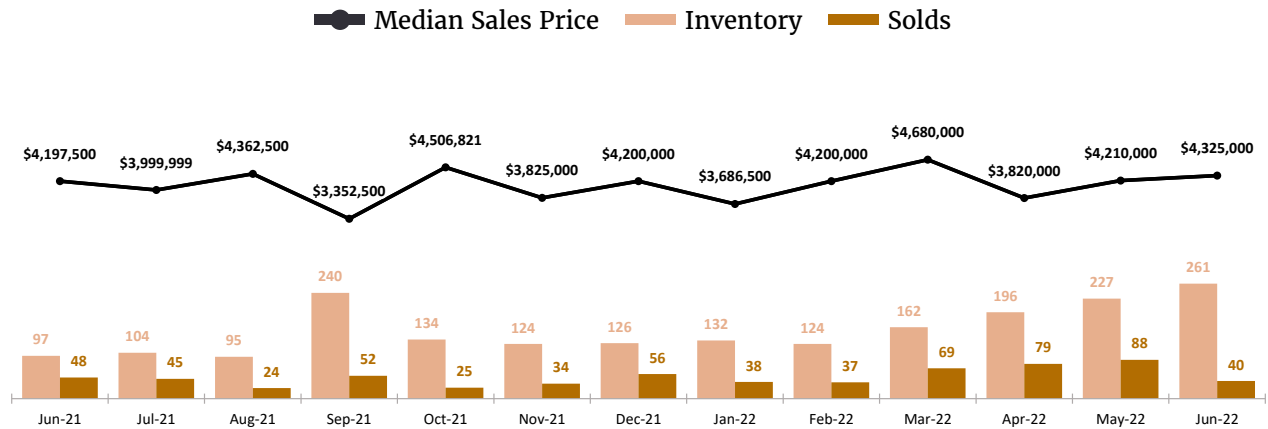 Median Sales Price Inventory Solds
$4,197,500 $3,999,999 $4,362,500 $3,352,500 $4,506,821 $3,825,000 $4,200,000 $3,686,500 $4,200,000 $4,680,000 $3,820,000 $4,210,000 $4,325,000
97 104 95 240 134 124 126 132 124 162 196 227 261
48 45 24 52 25 34 56 38 37 69 79 88 40
Jun-21 Jul-21 Aug-21 Sep-21 Oct-21 Nov-21 Dec-21 Jan-22 Feb-22 Mar-22 Apr-22 May-22 Jun-22